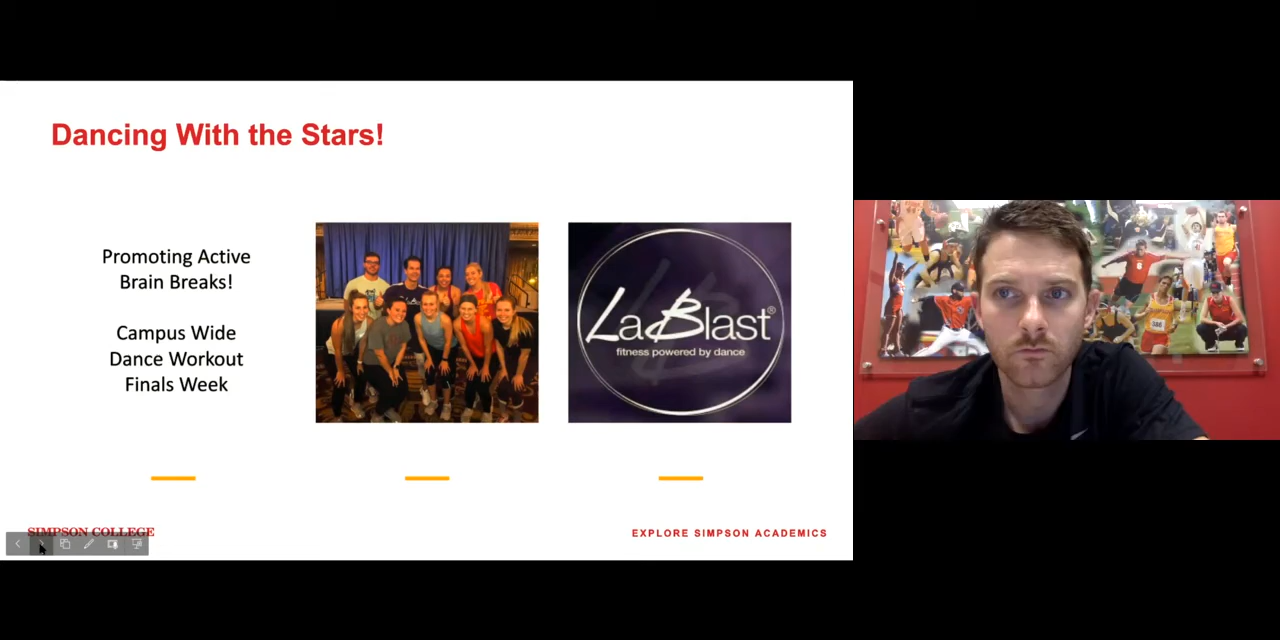 Dancing With the Stars!
Promoting Active
Brain Breaks!
Campus Wide
Dance Workout
Finals Week
LaBlast®
fitness powered by dance
SIMPSON COLLEGE
EXPLORE SIMPSON ACADEMICS